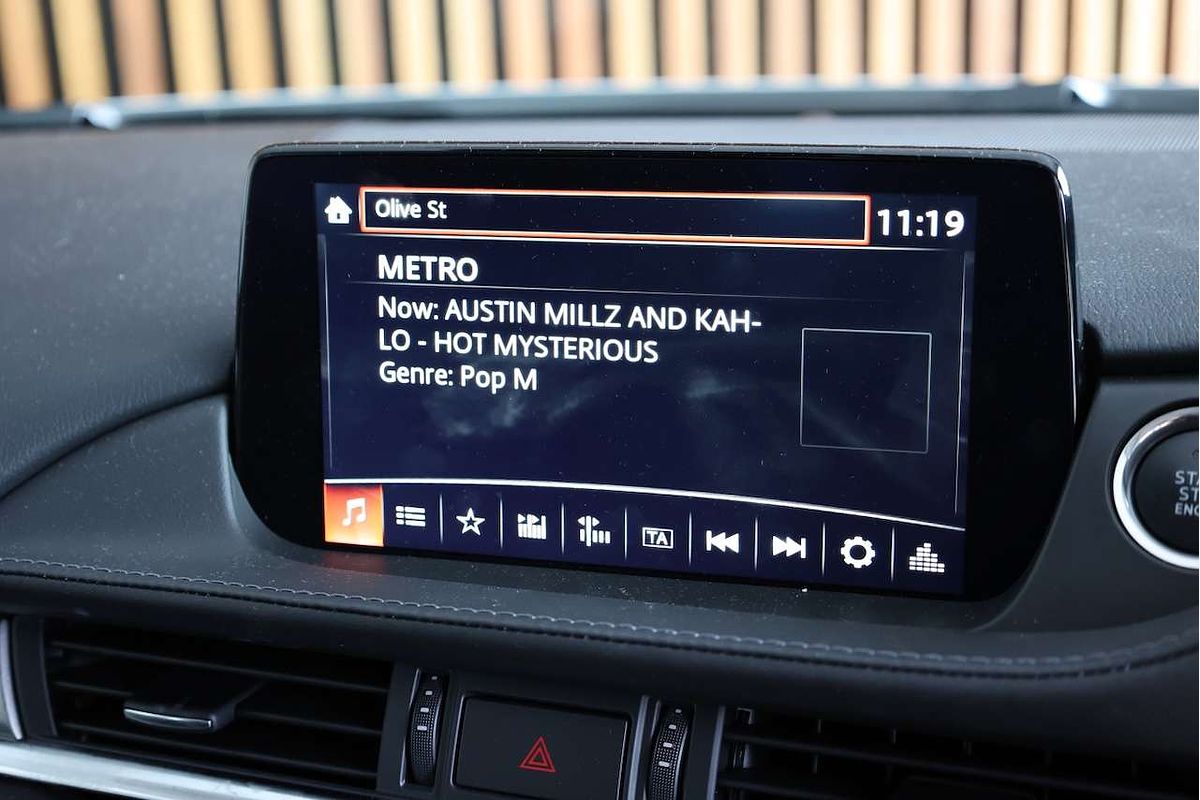 Olive St
11:19
METRO
Now: AUSTIN MILLZ AND KAH-
LO - HOT MYSTERIOUS
Genre: Pop M
TA